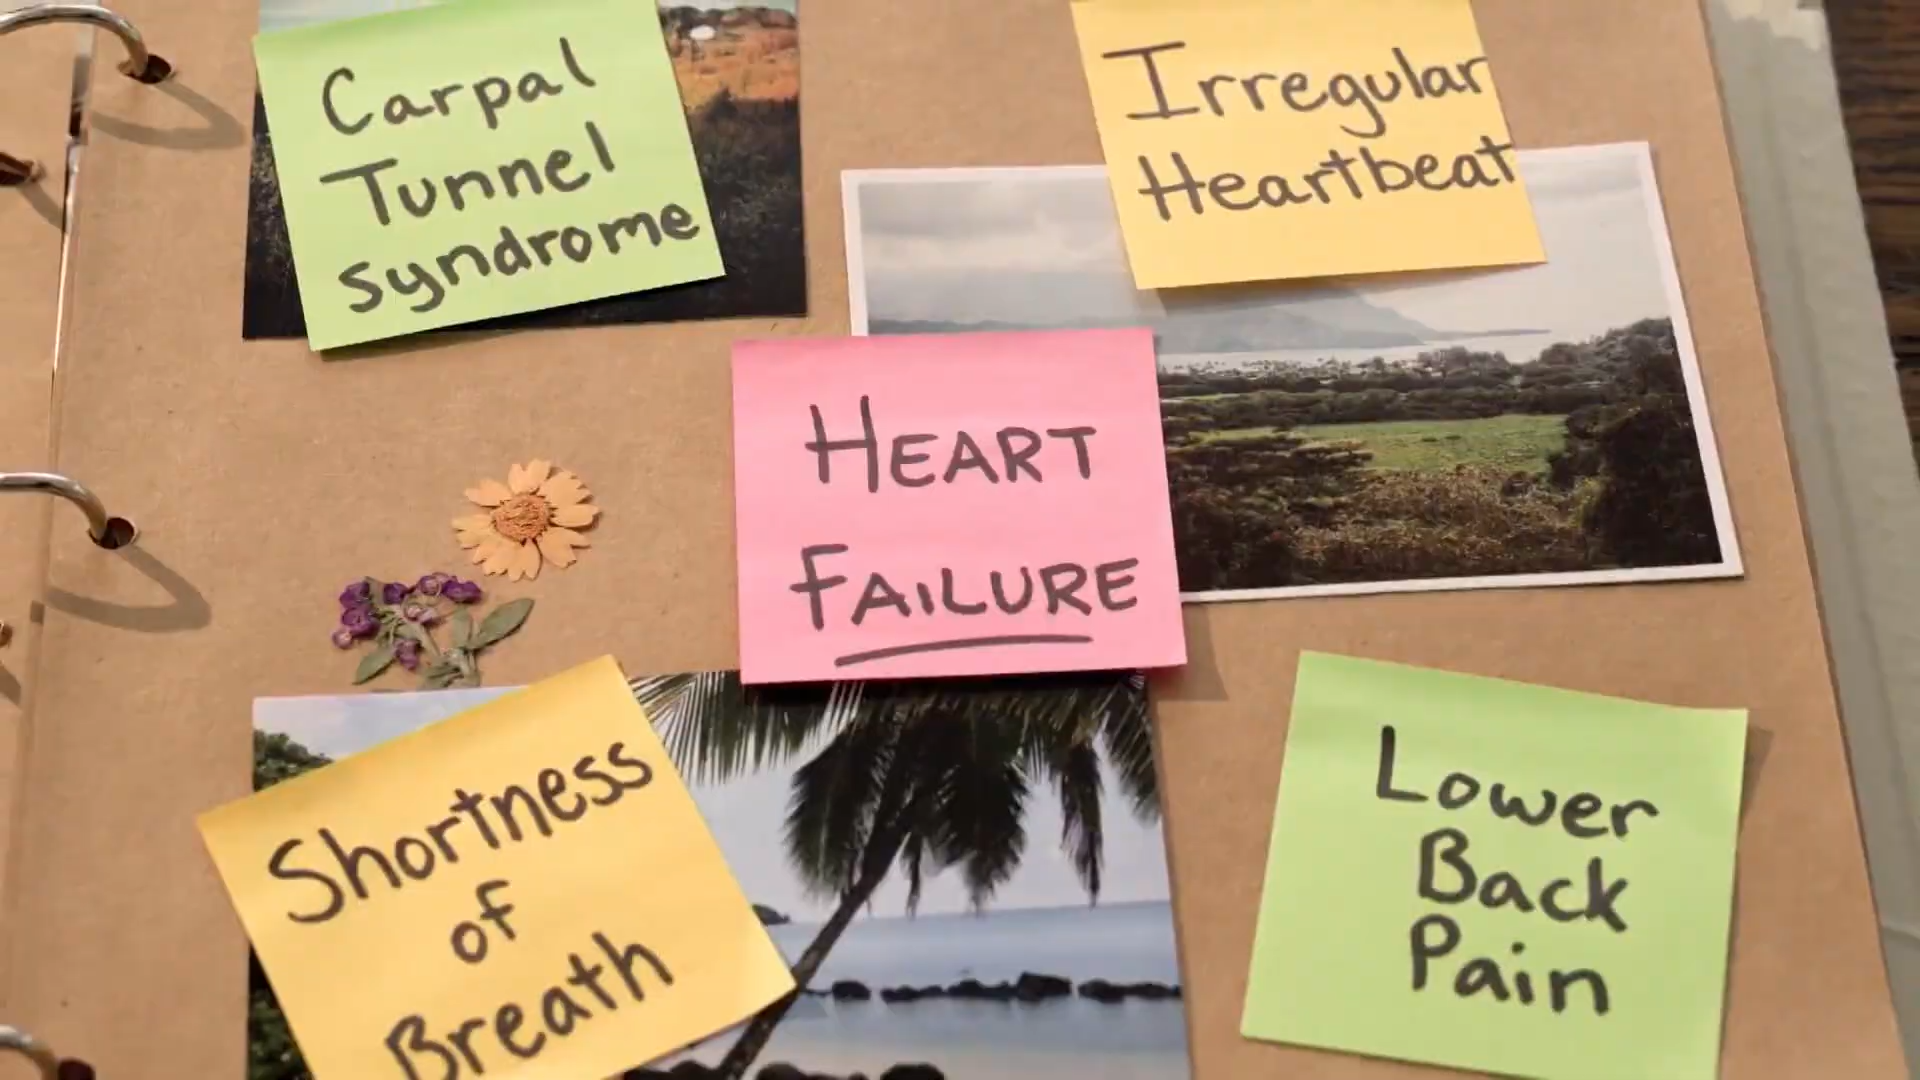 Carpal
Tunnel
syndrome
Irregular
Heartbeat
HEART
FAILURE
Shortness
of
Breath
Lower
Back
Pain